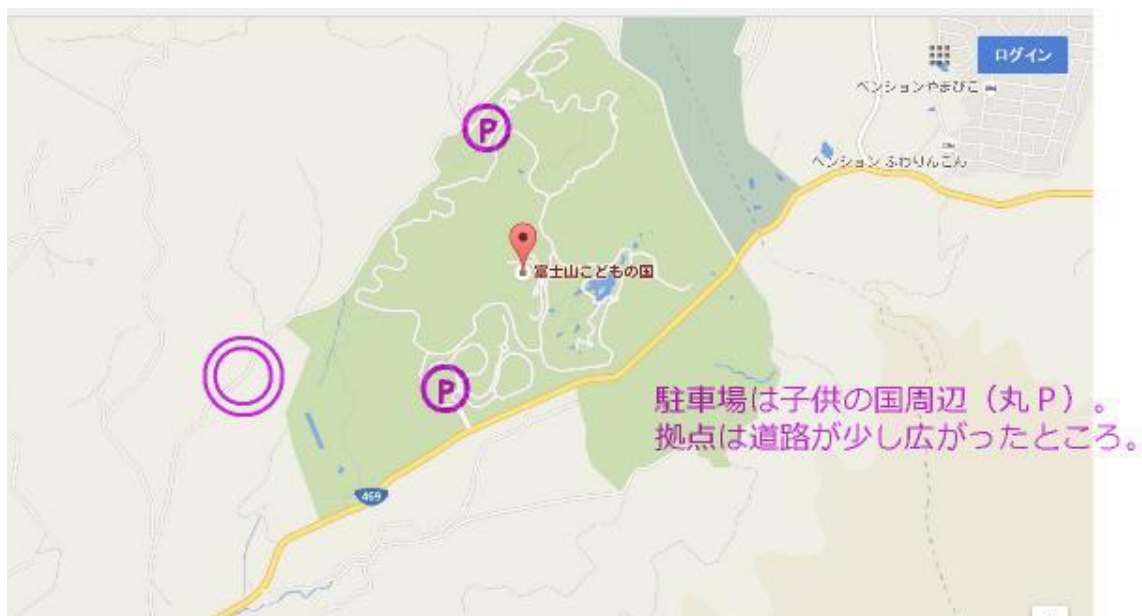 ログイン
ペンションやまびこ
ペンション ふわりんこん
P
富士山こどもの国
P
駐車場は子供の国周辺（丸P）。
拠点は道路が少し広がったところ。
469